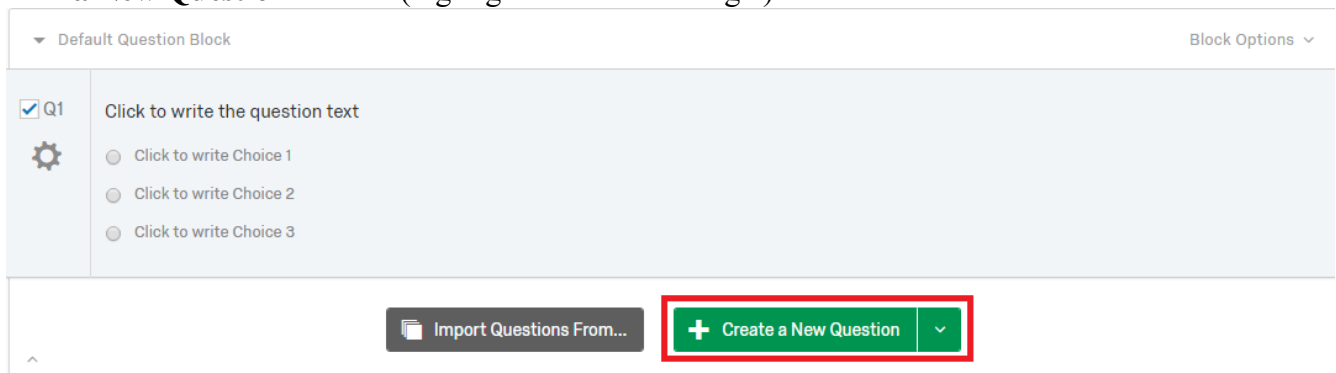 Default Question Block
Block Options
Q1
Click to write the question text
Click to write Choice 1
Click to write Choice 2
Click to write Choice 3
Import Questions From...
Create a New Question